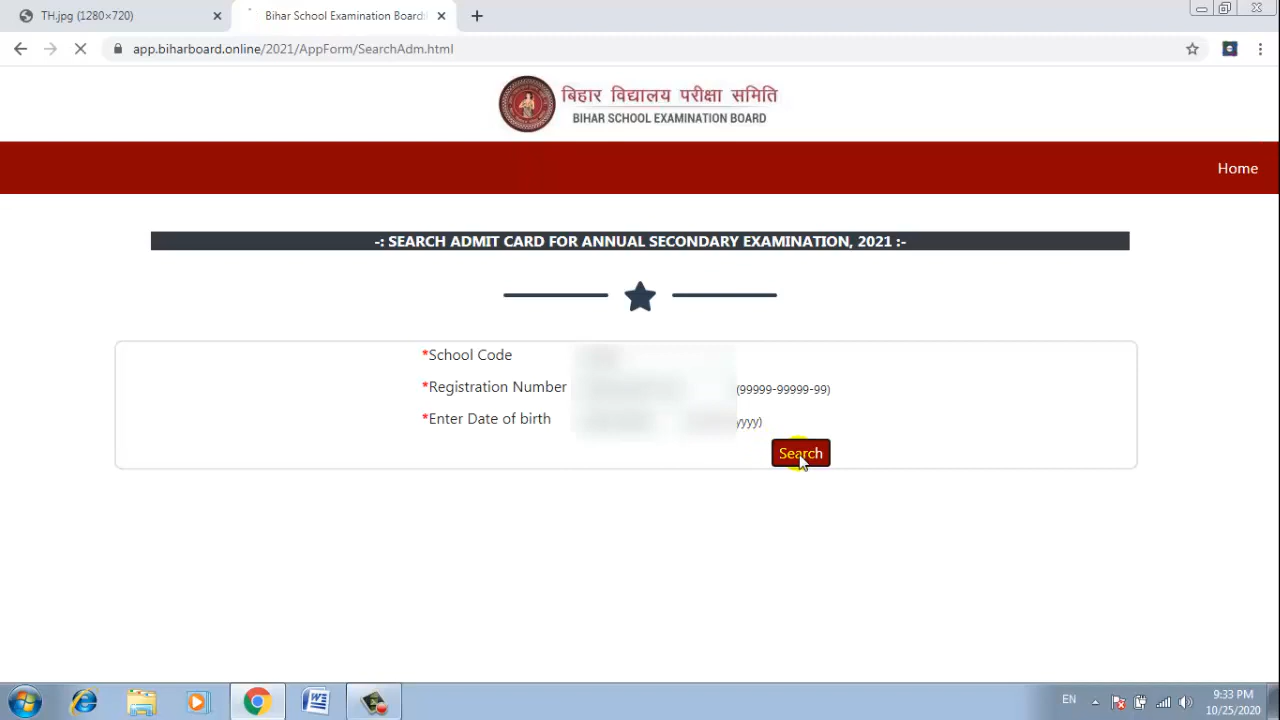 TH.jpg (1280×720)
Bihar School Examination Board:
app.biharboard.online/2021/AppForm/SearchAdm.html
बिहार विद्यालय परीक्षा समिति
BIHAR SCHOOL EXAMINATION BOARD
Home
-: SEARCH ADMIT CARD FOR ANNUAL SECONDARY EXAMINATION, 2021 :-
*School Code
*Registration Number (99999-99999-99)
*Enter Date of birth yyyy)
Search
EN 9:33 PM
10/25/2020